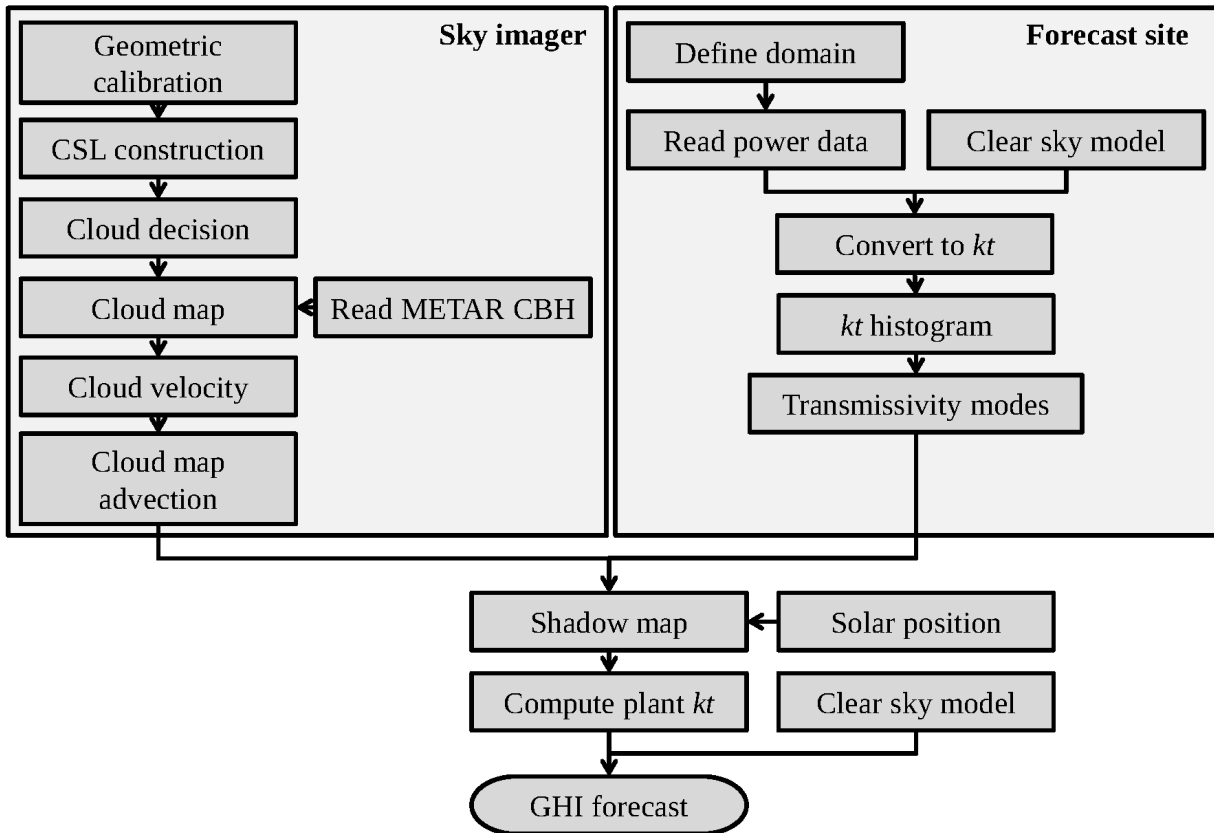 Sky imager
Geometric
calibration
CSL construction
Cloud decision
Cloud map
Read METAR CBH
Cloud velocity
Cloud map
advection
Forecast site
Define domain
Read power data
Clear sky model
Convert to kt
kt histogram
Transmissivity modes
Shadow map
Solar position
Compute plant kt
Clear sky model
GHI forecast